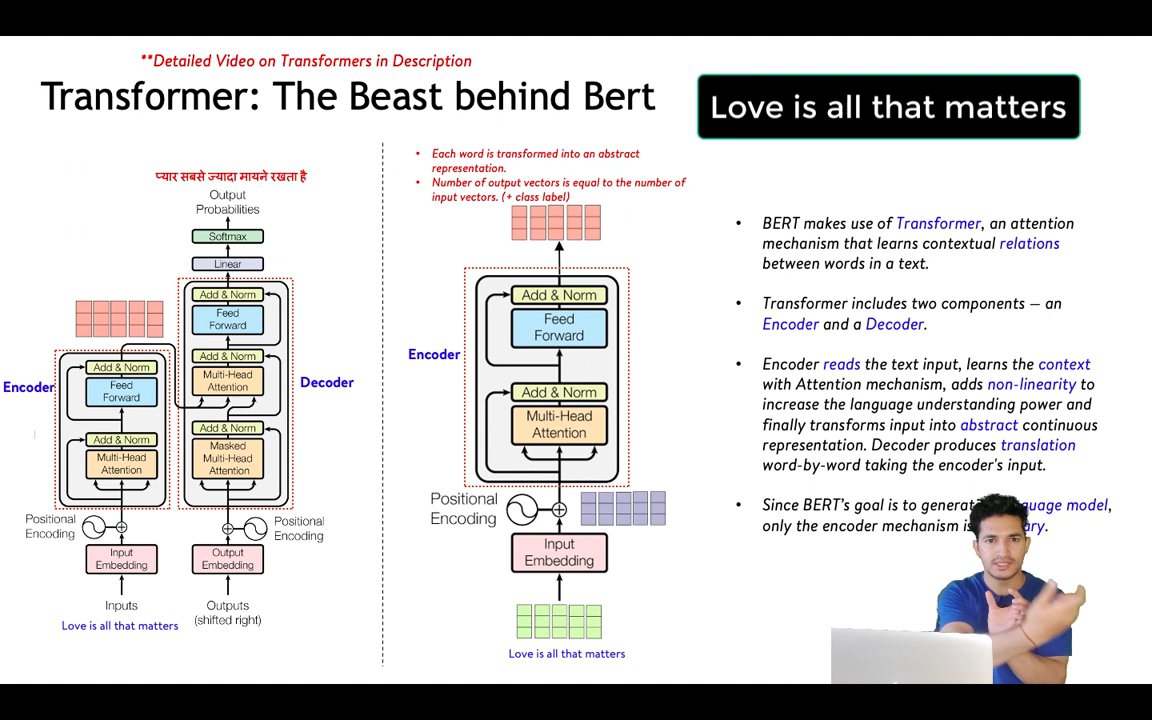 **Detailed Video on Transformers in Description
Transformer: The Beast behind Bert
Love is all that matters
प्यार सबसे ज्यादा मायने रखता है
Output
Probabilities
Softmax
Linear
Add & Norm
Feed
Forward
Add & Norm
Multi-Head
Attention
Decoder
Add & Norm
Masked
Multi-Head
Attention
Encoder
Add & Norm
Feed
Forward
Add & Norm
Multi-Head
Attention
Positional
Encoding
Positional
Encoding
Input
Embedding
Output
Embedding
Inputs
Outputs
(shifted right)
Love is all that matters
• Each word is transformed into an abstract
representation.
• Number of output vectors is equal to the number of
input vectors. (+ class label)
Encoder
Add & Norm
Feed
Forward
Add & Norm
Multi-Head
Attention
Positional
Encoding
Input
Embedding
Love is all that matters
• BERT makes use of Transformer, an attention
mechanism that learns contextual relations
between words in a text.
• Transformer includes two components – an
Encoder and a Decoder.
• Encoder reads the text input, learns the context
with Attention mechanism, adds non-linearity to
increase the language understanding power and
finally transforms input into abstract continuous
representation. Decoder produces translation
word-by-word taking the encoder's input.
• Since BERT's goal is to model,
only the encoder mechanism